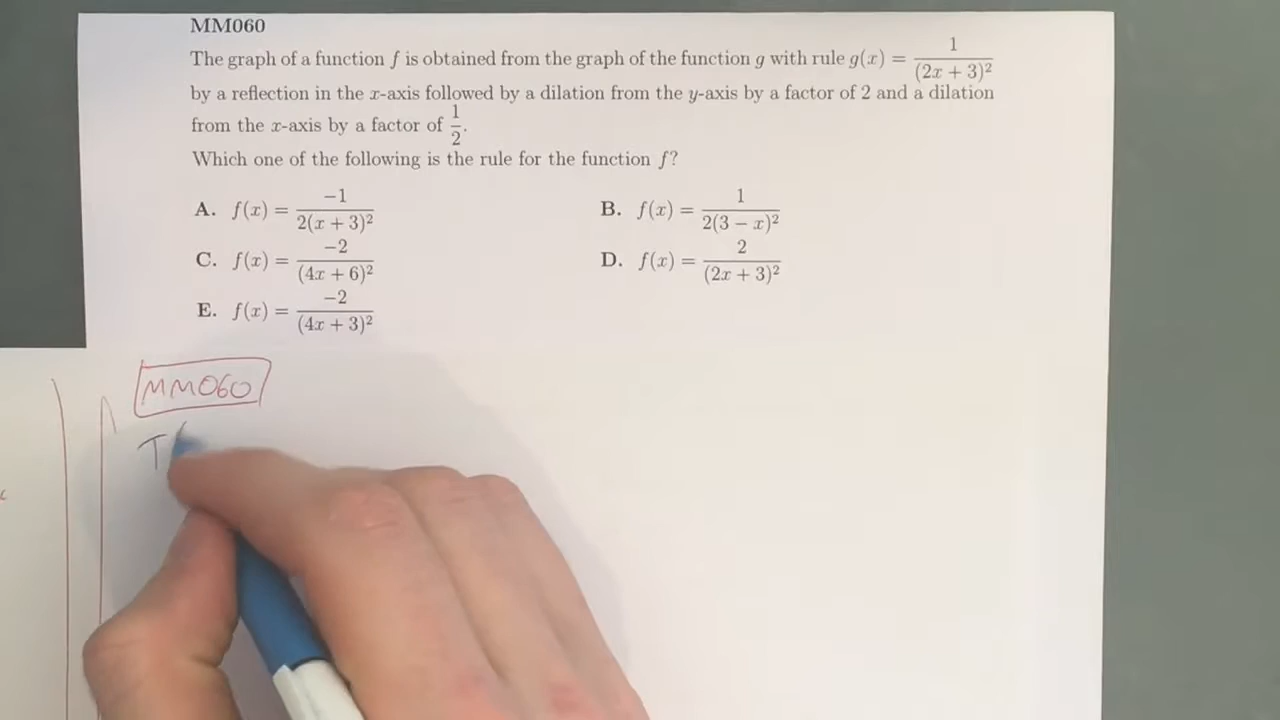 MM060
The graph of a function f is obtained from the graph of the function g with rule g(x) = 1/(2x + 3)²
by a reflection in the x-axis followed by a dilation from the y-axis by a factor of 2 and a dilation
from the x-axis by a factor of 1/2.
Which one of the following is the rule for the function f?
A. f(x) = -1/2(x + 3)² B. f(x) = 1/2(3 − x)²
C. f(x) = -2/(4x + 6)² D. f(x) = 2/(2x + 3)²
E. f(x) = -2/(4x + 3)²
MM060
T(